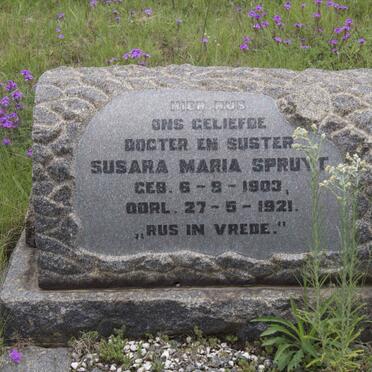 HIER RUS
ONS GELIEFDE
DOGTER EN SUSTER
SUSARA MARIA SPRUYT
GEB. 6-9-1903,
OORL. 27-5-1921.
„RUS IN VREDE."